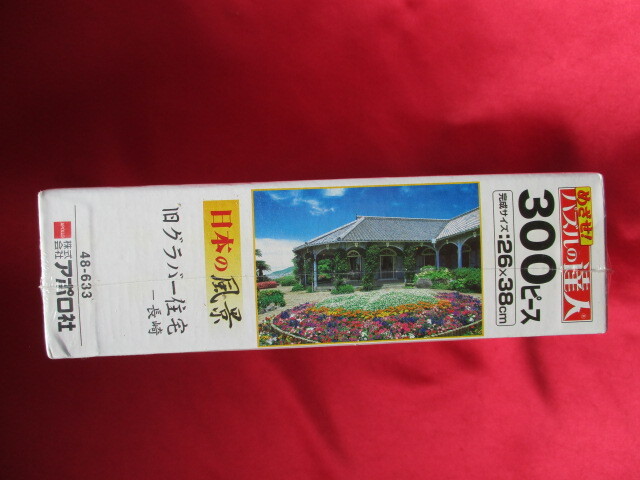 めざせ!
パズルの達人
300ピース
完成サイズ:26×38cm
日本の風景
旧グラバー住宅
―長崎
48-633
株式会社
アポロ社